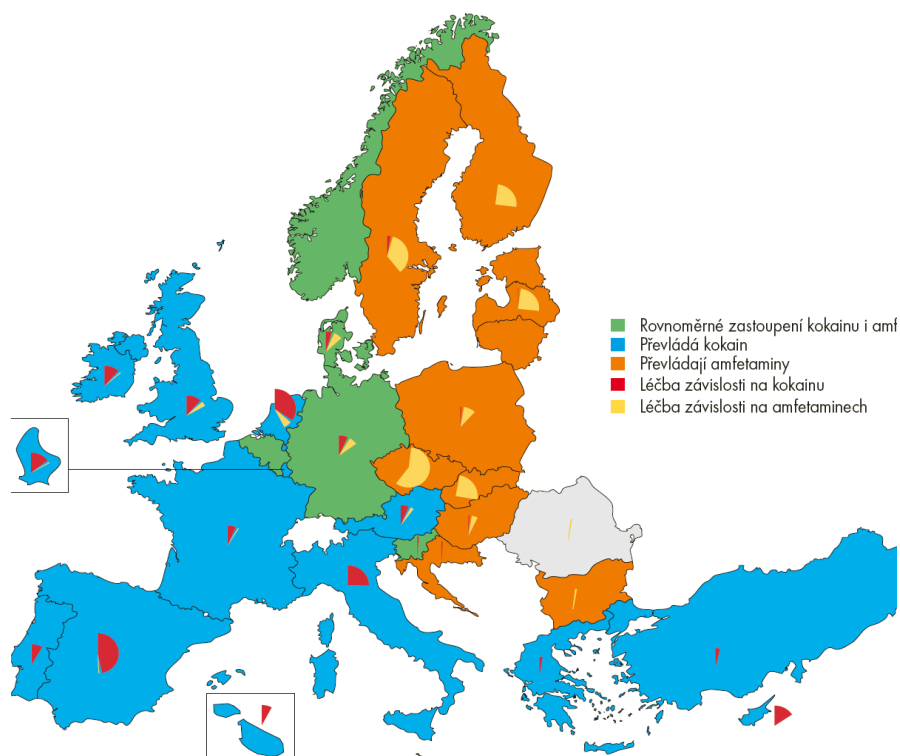 Rovnoměrné zastoupení kokainu i amf
Převládá kokain
Převládají amfetaminy
Léčba závislosti na kokainu
Léčba závislosti na amfetaminech